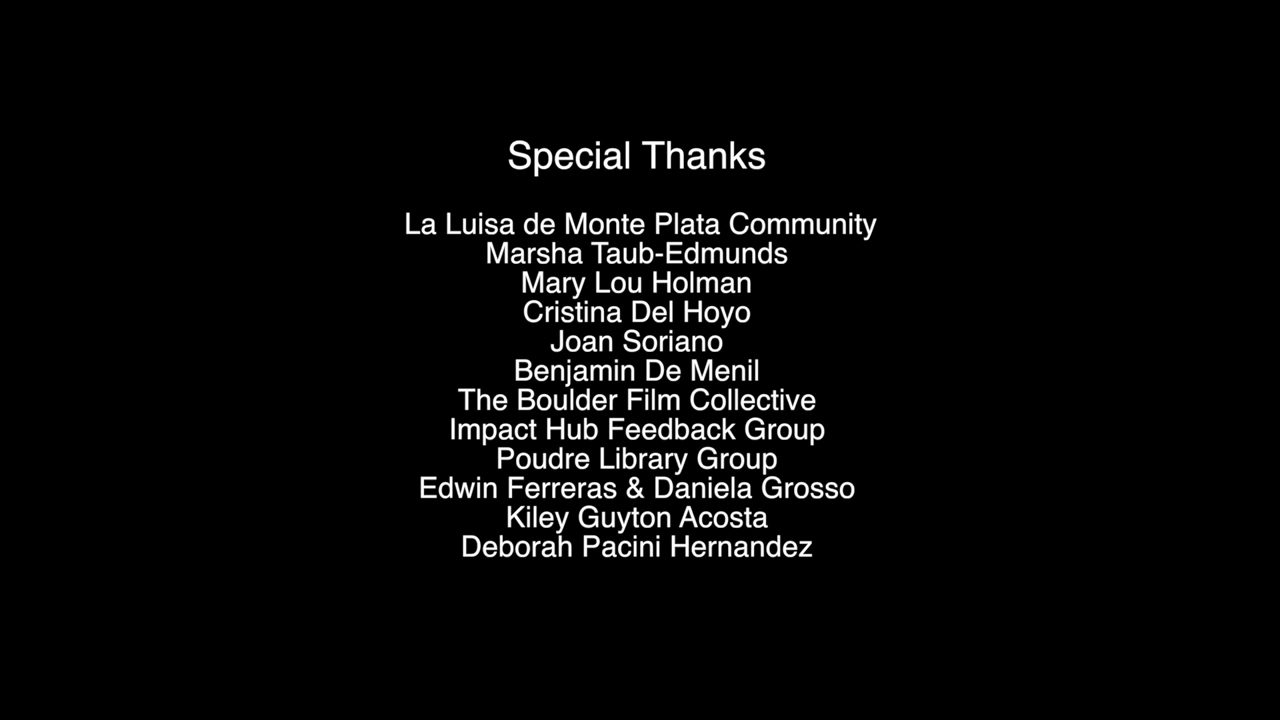 Special Thanks
La Luisa de Monte Plata Community
Marsha Taub-Edmunds
Mary Lou Holman
Cristina Del Hoyo
Joan Soriano
Benjamin De Menil
The Boulder Film Collective
Impact Hub Feedback Group
Poudre Library Group
Edwin Ferreras & Daniela Grosso
Kiley Guyton Acosta
Deborah Pacini Hernandez